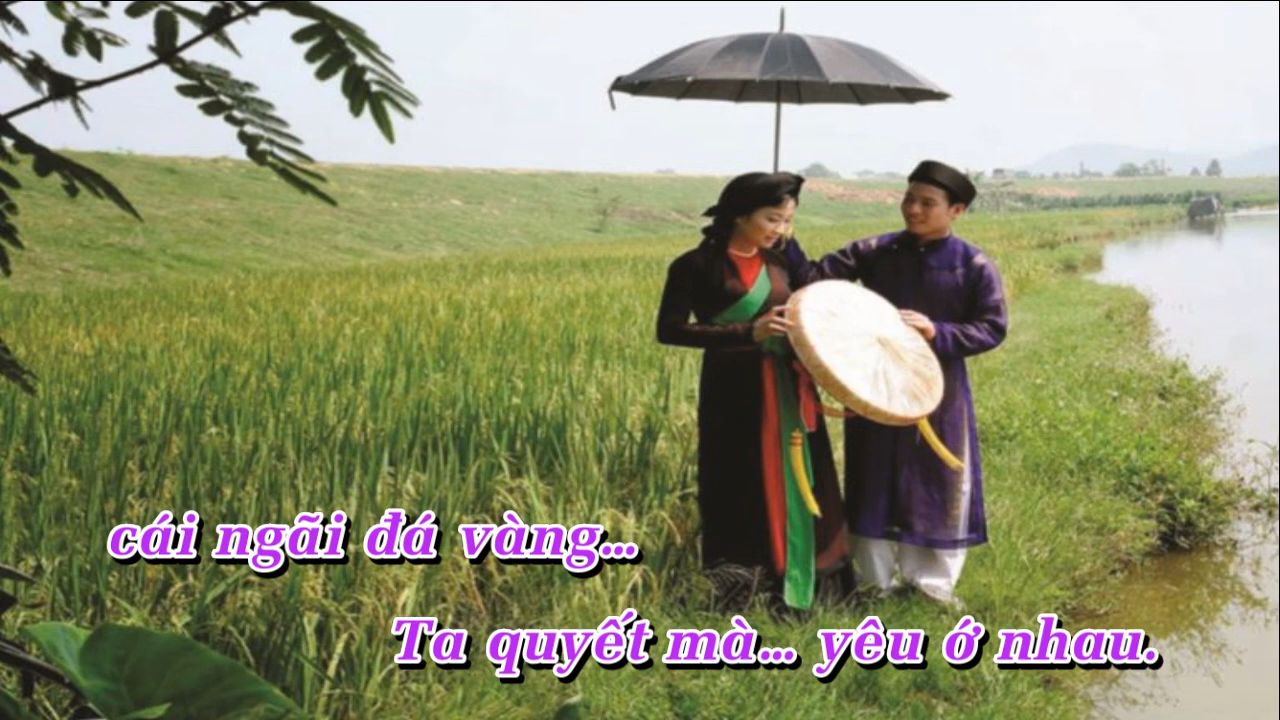 cái ngãi đá vàng...
Ta quyết mà... yêu ớ nhau.